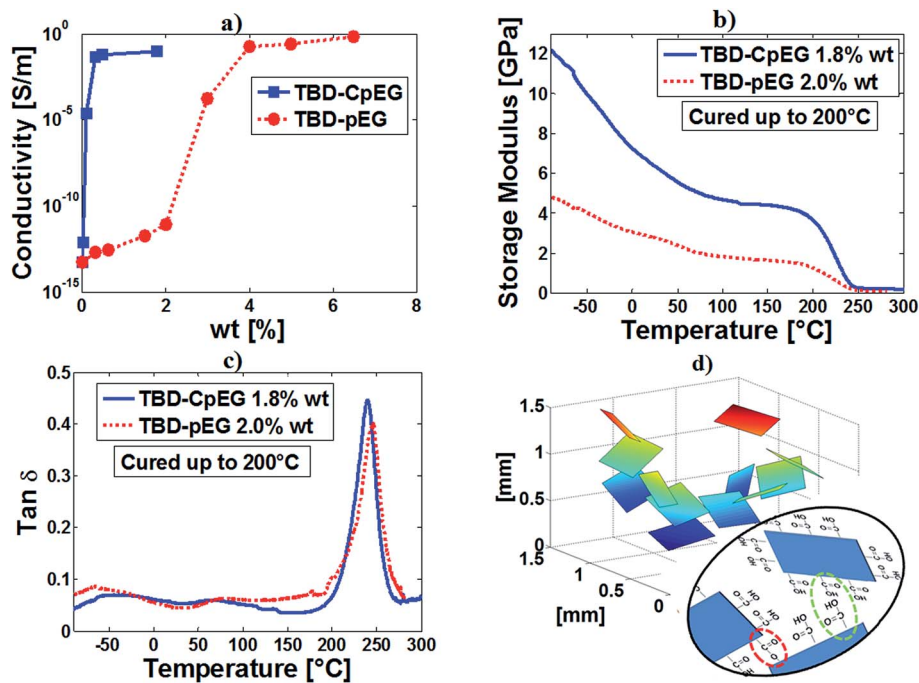 a)
Conductivity [S/m]
10^0
10^-5
10^-10
10^-15
TBD-CpEG
TBD-pEG
0 2 4 6 8
wt [%]
b)
Storage Modulus [GPa]
12
10
8
6
4
2
0
TBD-CpEG 1.8% wt
TBD-pEG 2.0% wt
Cured up to 200°C
-50 0 50 100 150 200 250 300
Temperature [°C]
c)
Tan δ
0.5
0.4
0.3
0.2
0.1
0
TBD-CpEG 1.8% wt
TBD-pEG 2.0% wt
Cured up to 200°C
-50 0 50 100 150 200 250 300
Temperature [°C]
d)
[mm]
1.5
1
0.5
0
1.5
1
0.5
0
[mm]